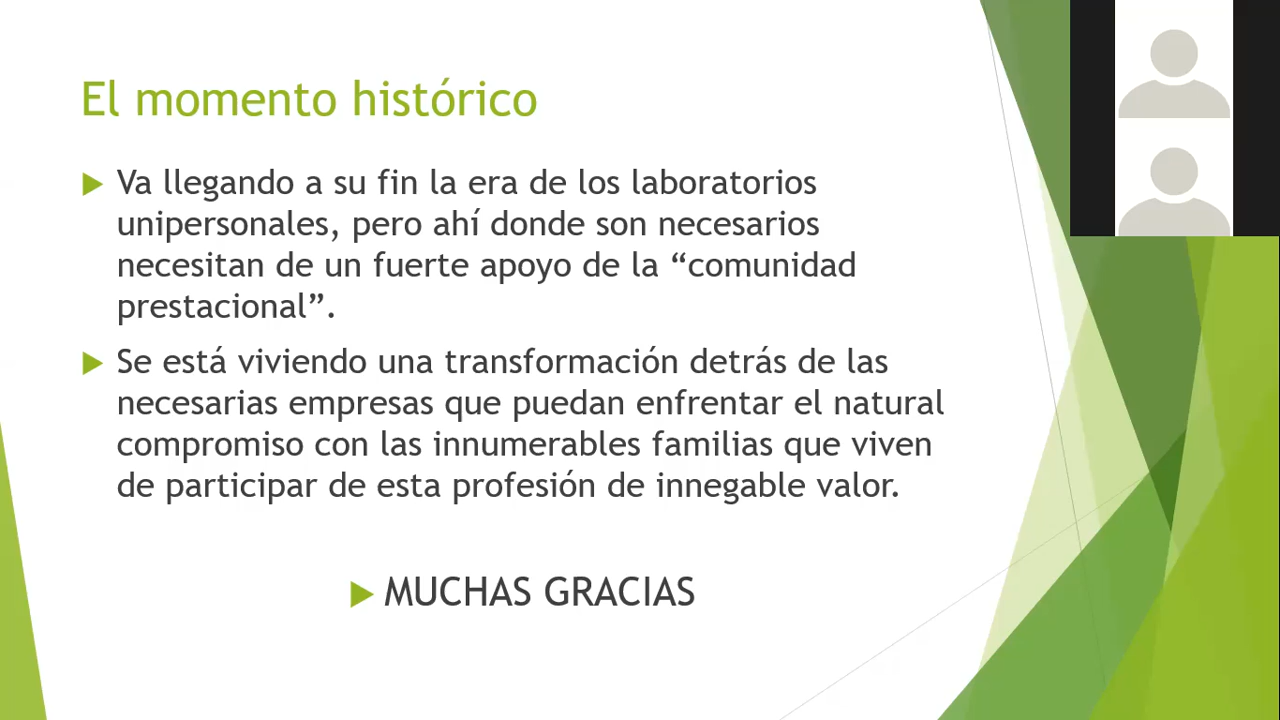 El momento histórico
Va llegando a su fin la era de los laboratorios
unipersonales, pero ahí donde son necesarios
necesitan de un fuerte apoyo de la “comunidad
prestacional”.
Se está viviendo una transformación detrás de las
necesarias empresas que puedan enfrentar el natural
compromiso con las innumerables familias que viven
de participar de esta profesión de innegable valor.
MUCHAS GRACIAS